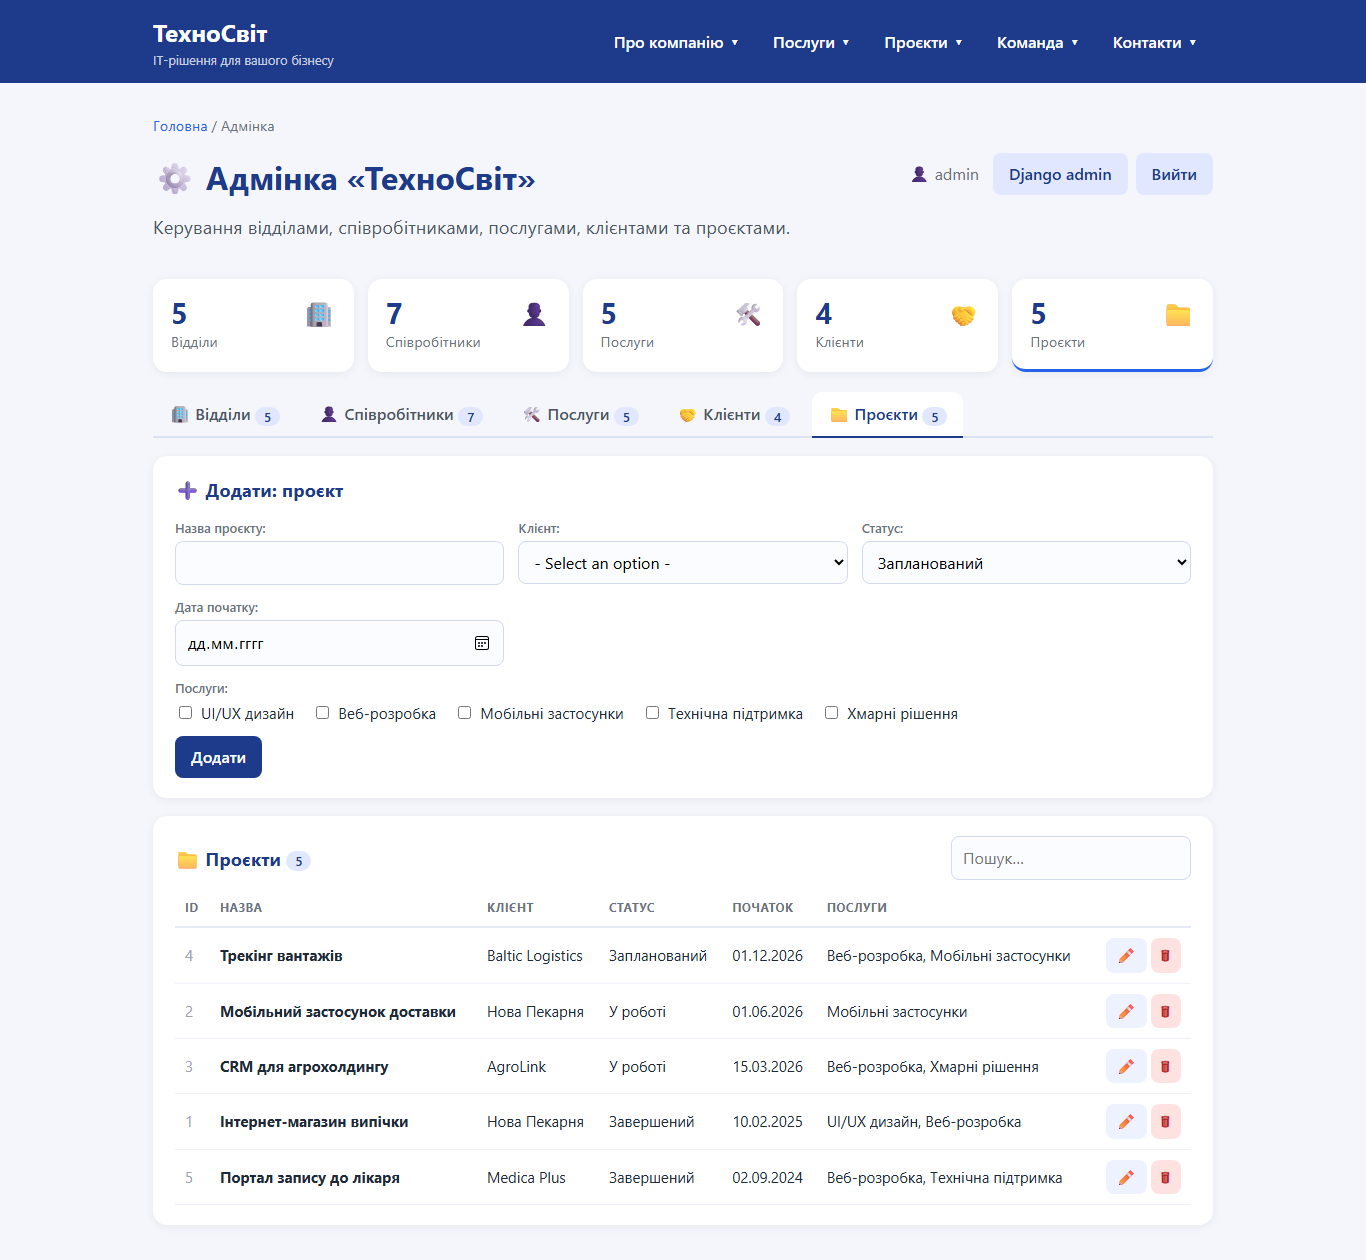 ТехноСвіт
ІТ-рішення для вашого бізнесу
Про компанію ▼ Послуги ▼ Проєкти ▼ Команда ▼ Контакти ▼
Головна / Адмінка
Адмінка «ТехноСвіт»
admin Django admin Вийти
Керування відділами, співробітниками, послугами, клієнтами та проєктами.
5 7 5 4 5
Відділи Співробітники Послуги Клієнти Проєкти
Відділи 5 Співробітники 7 Послуги 5 Клієнти 4 Проєкти 5
Додати: проєкт
Назва проєкту: Клієнт: Статус:
- Select an option - Запланований
Дата початку:
дд.мм.гггг
Послуги:
UI/UX дизайн Веб-розробка Мобільні застосунки Технічна підтримка Хмарні рішення
Додати
Проєкти 5 Пошук...
ID НАЗВА КЛІЄНТ СТАТУС ПОЧАТОК ПОСЛУГИ
4 Трекінг вантажів Baltic Logistics Запланований 01.12.2026 Веб-розробка, Мобільні застосунки
2 Мобільний застосунок доставки Нова Пекарня У роботі 01.06.2026 Мобільні застосунки
3 CRM для агрохолдингу AgroLink У роботі 15.03.2026 Веб-розробка, Хмарні рішення
1 Інтернет-магазин випічки Нова Пекарня Завершений 10.02.2025 UI/UX дизайн, Веб-розробка
5 Портал запису до лікаря Medica Plus Завершений 02.09.2024 Веб-розробка, Технічна підтримка